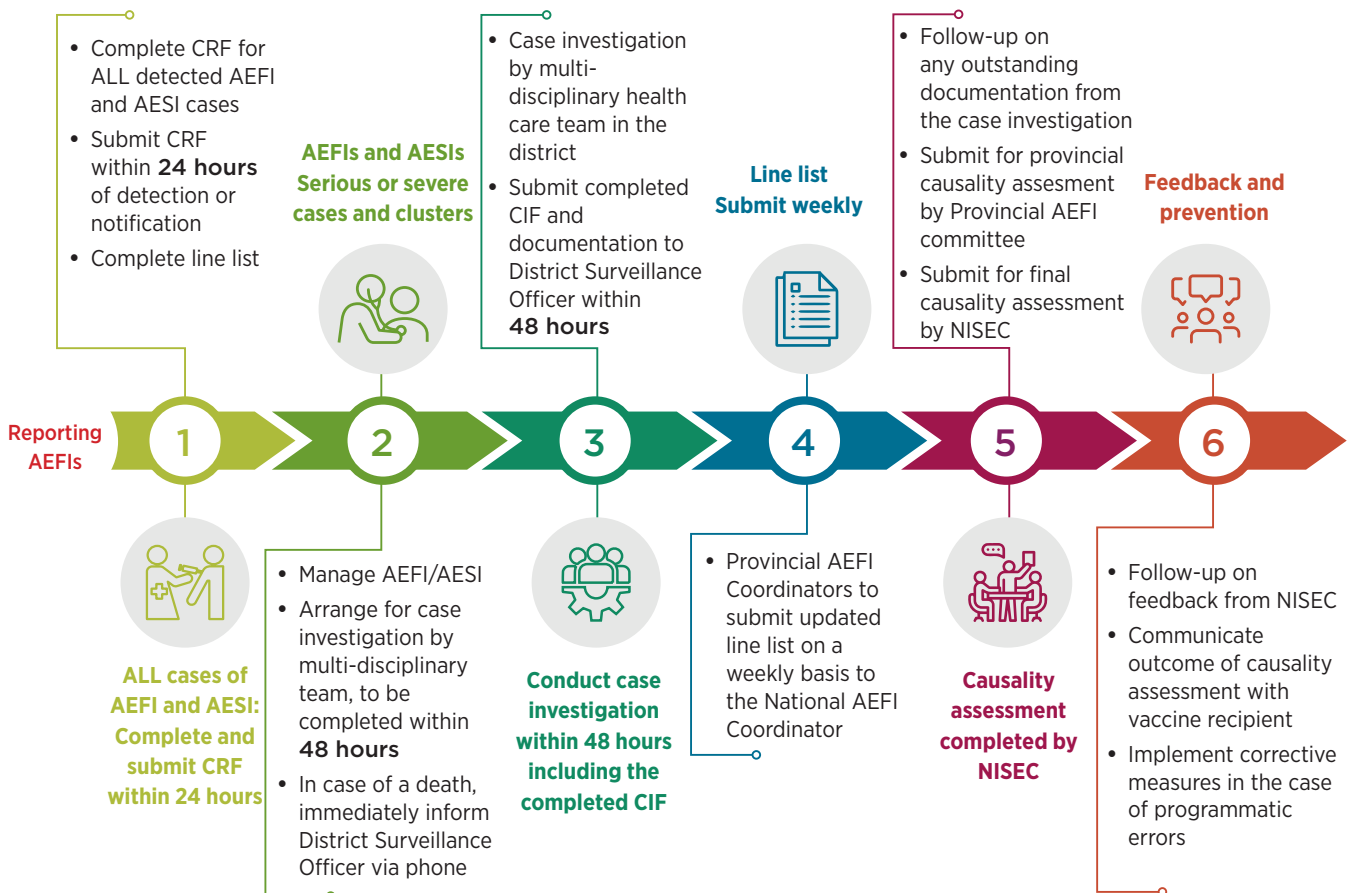 Reporting
AEFIs
1
• Complete CRF for
ALL detected AEFI
and AESI cases
• Submit CRF
within 24 hours
of detection or
notification
• Complete line list
ALL cases of
AEFI and AESI:
Complete and
submit CRF
within 24 hours
2
AEFIs and AESIs
Serious or severe
cases and clusters
• Manage AEFI/AESI
• Arrange for case
investigation by
multi-disciplinary
team, to be
completed within
48 hours
• In case of a death,
immediately inform
District Surveillance
Officer via phone
3
• Case investigation
by multi-
disciplinary health
care team in the
district
• Submit completed
CIF and
documentation to
District Surveillance
Officer within
48 hours
Conduct case
investigation
within 48 hours
including the
completed CIF
4
Line list
Submit weekly
• Provincial AEFI
Coordinators to
submit updated
line list on a
weekly basis to
the National AEFI
Coordinator
5
• Follow-up on
any outstanding
documentation from
the case investigation
• Submit for provincial
causality assesment
by Provincial AEFI
committee
• Submit for final
causality assessment
by NISEC
Causality
assessment
completed by
NISEC
6
Feedback and
prevention
• Follow-up on
feedback from NISEC
• Communicate
outcome of causality
assessment with
vaccine recipient
• Implement corrective
measures in the case
of programmatic
errors